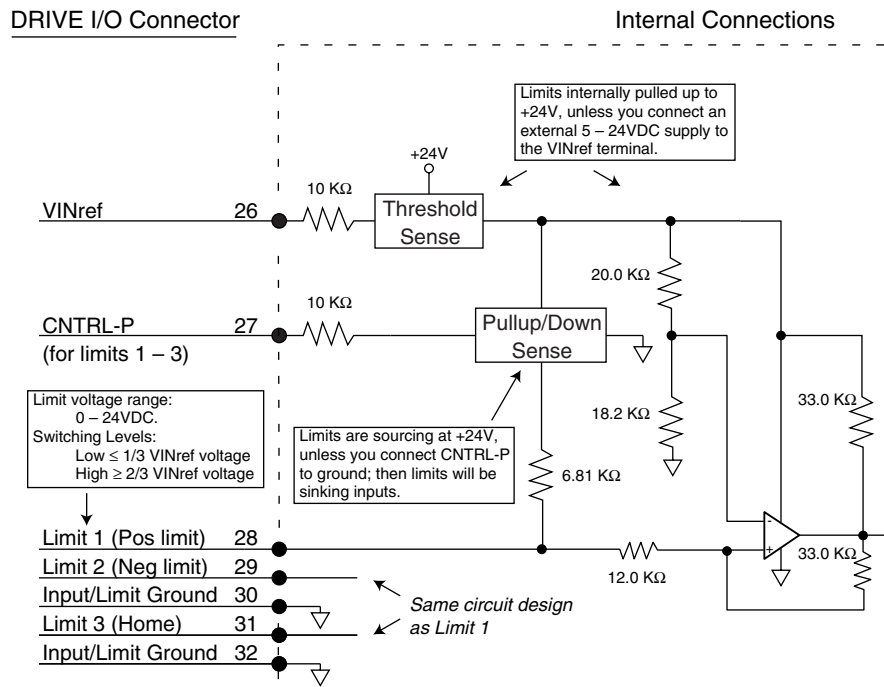 DRIVE I/O Connector
Internal Connections
Limits internally pulled up to
+24V, unless you connect an
external 5 – 24VDC supply to
the VINref terminal.
+24V
10 KΩ
VINref 26
Threshold
Sense
20.0 KΩ
10 KΩ
CNTRL-P 27
(for limits 1 – 3)
Pullup/Down
Sense
Limit voltage range:
0 – 24VDC.
Switching Levels:
Low ≤ 1/3 VINref voltage
High ≥ 2/3 VINref voltage
18.2 KΩ
33.0 KΩ
Limits are sourcing at +24V,
unless you connect CNTRL-P
to ground; then limits will be
sinking inputs.
6.81 KΩ
Limit 1 (Pos limit) 28
-
+
33.0 KΩ
12.0 KΩ
Limit 2 (Neg limit) 29
Input/Limit Ground 30
Same circuit design
as Limit 1
Limit 3 (Home) 31
Input/Limit Ground 32